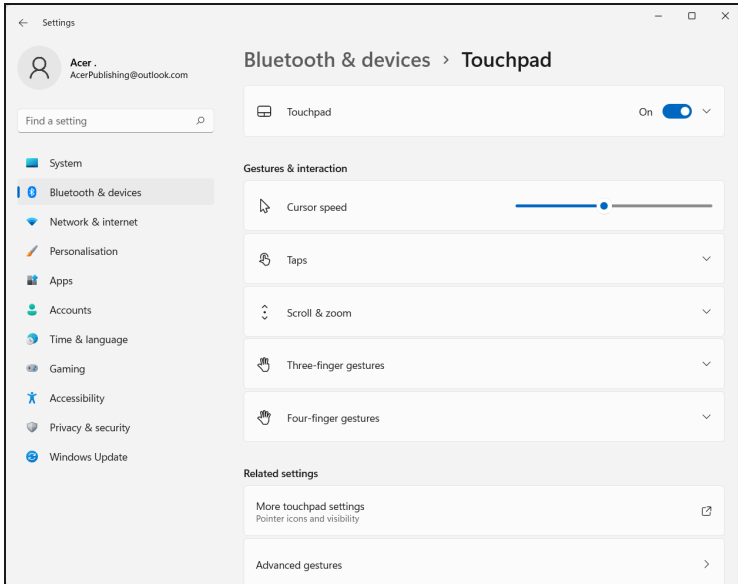 Settings
Acer .
AcerPublishing@outlook.com
Find a setting
System
Bluetooth & devices
Network & internet
Personalisation
Apps
Accounts
Time & language
Gaming
Accessibility
Privacy & security
Windows Update
Bluetooth & devices > Touchpad
Touchpad On
Gestures & interaction
Cursor speed
Taps
Scroll & zoom
Three-finger gestures
Four-finger gestures
Related settings
More touchpad settings
Pointer icons and visibility
Advanced gestures